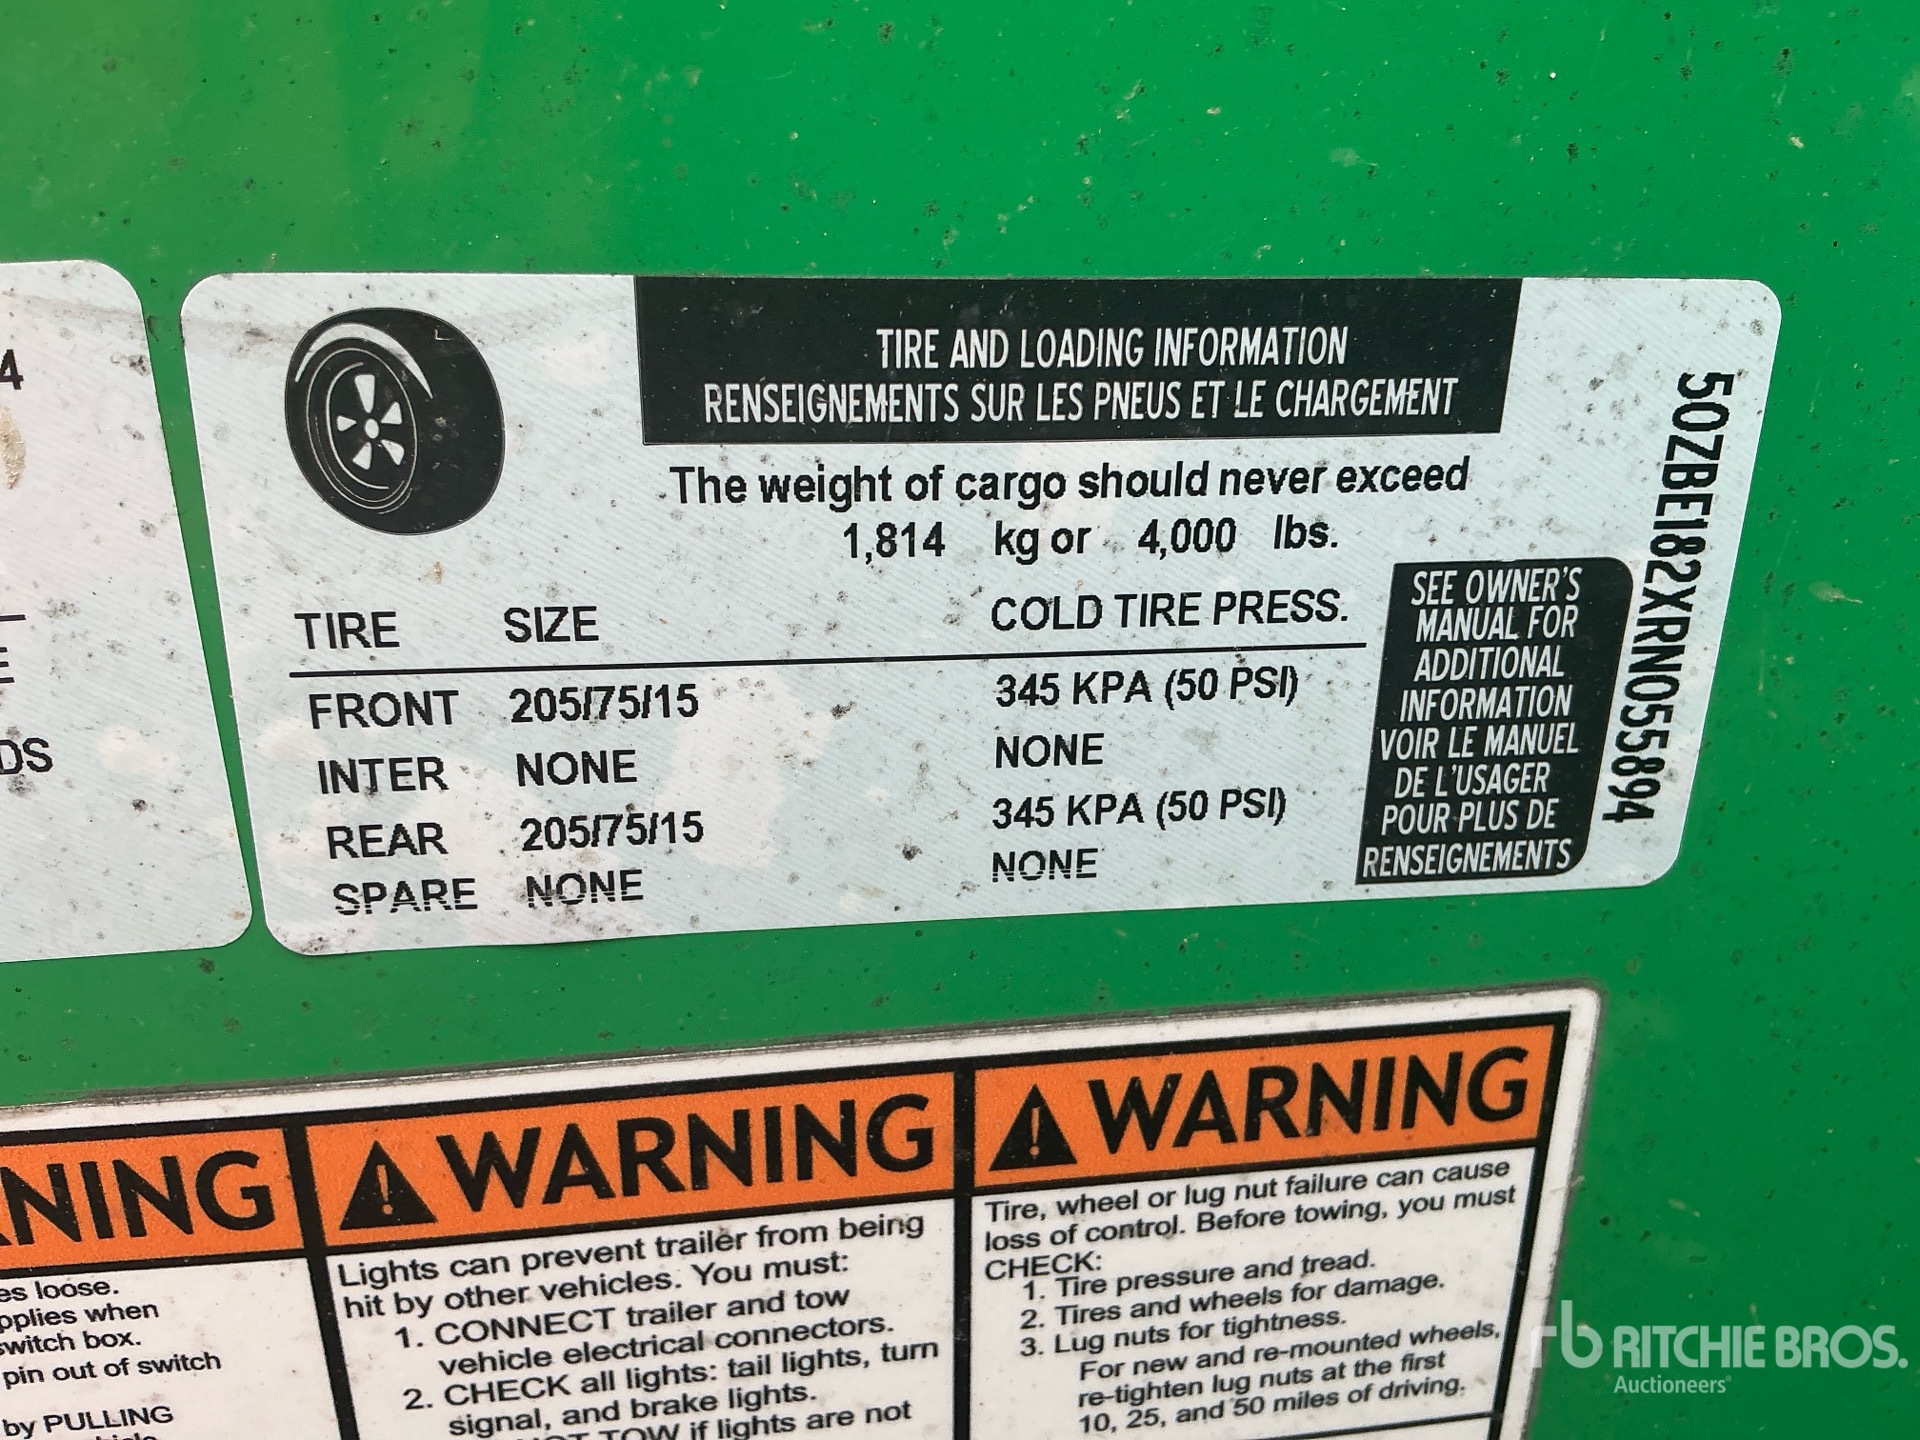 4
E
DS
TIRE AND LOADING INFORMATION
RENSEIGNEMENTS SUR LES PNEUS ET LE CHARGEMENT
The weight of cargo should never exceed
1,814 kg or 4,000 lbs.
TIRE SIZE COLD TIRE PRESS.
FRONT 205/75/15 345 KPA (50 PSI)
INTER NONE NONE
REAR 205/75/15 345 KPA (50 PSI)
SPARE NONE NONE
SEE OWNER'S
MANUAL FOR
ADDITIONAL
INFORMATION
VOIR LE MANUEL
DE L'USAGER
POUR PLUS DE
RENSEIGNEMENTS
50ZBE182XRN055894
NING
es loose.
pplies when
switch box.
pin out of switch
by PULLING
WARNING
Lights can prevent trailer from being
hit by other vehicles. You must:
1. CONNECT trailer and tow
vehicle electrical connectors.
2. CHECK all lights: tail lights, turn
signal, and brake lights.
NOT TOW if lights are not
WARNING
Tire, wheel or lug nut failure can cause
loss of control. Before towing, you must
CHECK:
1. Tire pressure and tread.
2. Tires and wheels for damage.
3. Lug nuts for tightness.
For new and re-mounted wheels,
re-tighten lug nuts at the first
10, 25, and 50 miles of driving.
rb RITCHIE BROS.
Auctioneers